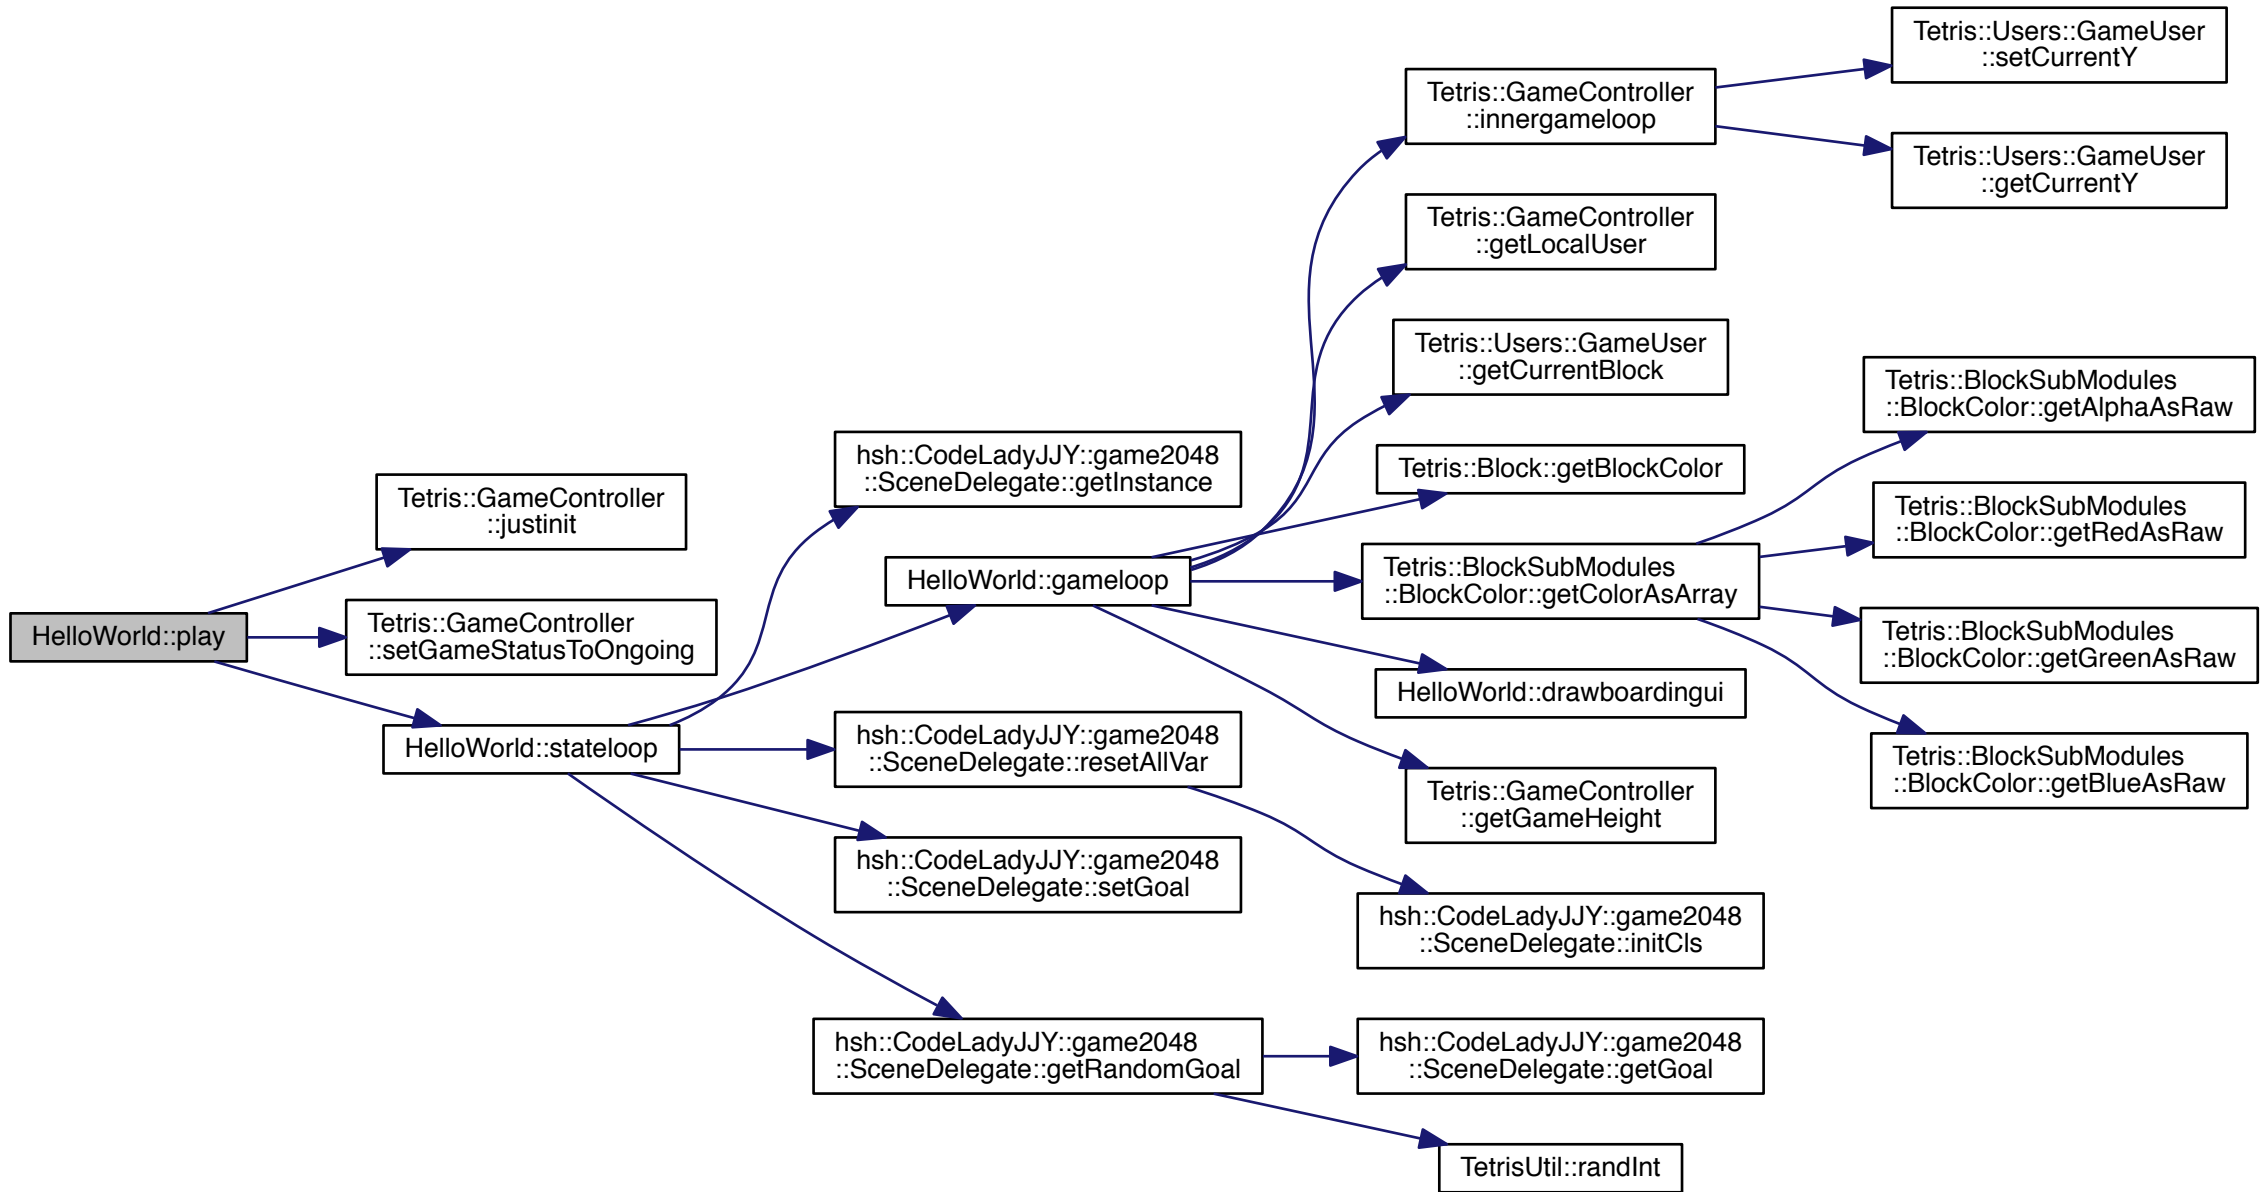 HelloWorld::play
Tetris::GameController
::justinit
Tetris::GameController
::setGameStatusToOngoing
HelloWorld::stateloop
hsh::CodeLadyJJY::game2048
::SceneDelegate::getInstance
HelloWorld::gameloop
hsh::CodeLadyJJY::game2048
::SceneDelegate::resetAllVar
hsh::CodeLadyJJY::game2048
::SceneDelegate::setGoal
hsh::CodeLadyJJY::game2048
::SceneDelegate::getRandomGoal
Tetris::GameController
::innergameloop
Tetris::GameController
::getLocalUser
Tetris::Users::GameUser
::getCurrentBlock
Tetris::Block::getBlockColor
Tetris::BlockSubModules
::BlockColor::getColorAsArray
HelloWorld::drawboardingui
Tetris::GameController
::getGameHeight
hsh::CodeLadyJJY::game2048
::SceneDelegate::initCls
hsh::CodeLadyJJY::game2048
::SceneDelegate::getGoal
TetrisUtil::randInt
Tetris::Users::GameUser
::setCurrentY
Tetris::Users::GameUser
::getCurrentY
Tetris::BlockSubModules
::BlockColor::getAlphaAsRaw
Tetris::BlockSubModules
::BlockColor::getRedAsRaw
Tetris::BlockSubModules
::BlockColor::getGreenAsRaw
Tetris::BlockSubModules
::BlockColor::getBlueAsRaw